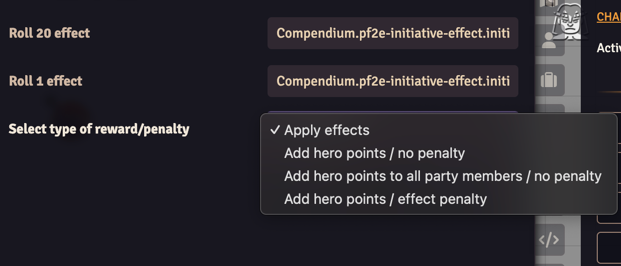 CHA
Roll 20 effect
Compendium.pf2e-initiative-effect.initi
Activ
Roll 1 effect
Compendium.pf2e-initiative-effect.initi
Select type of reward/penalty
✓ Apply effects
Add hero points / no penalty
Add hero points to all party members / no penalty
Add hero points / effect penalty